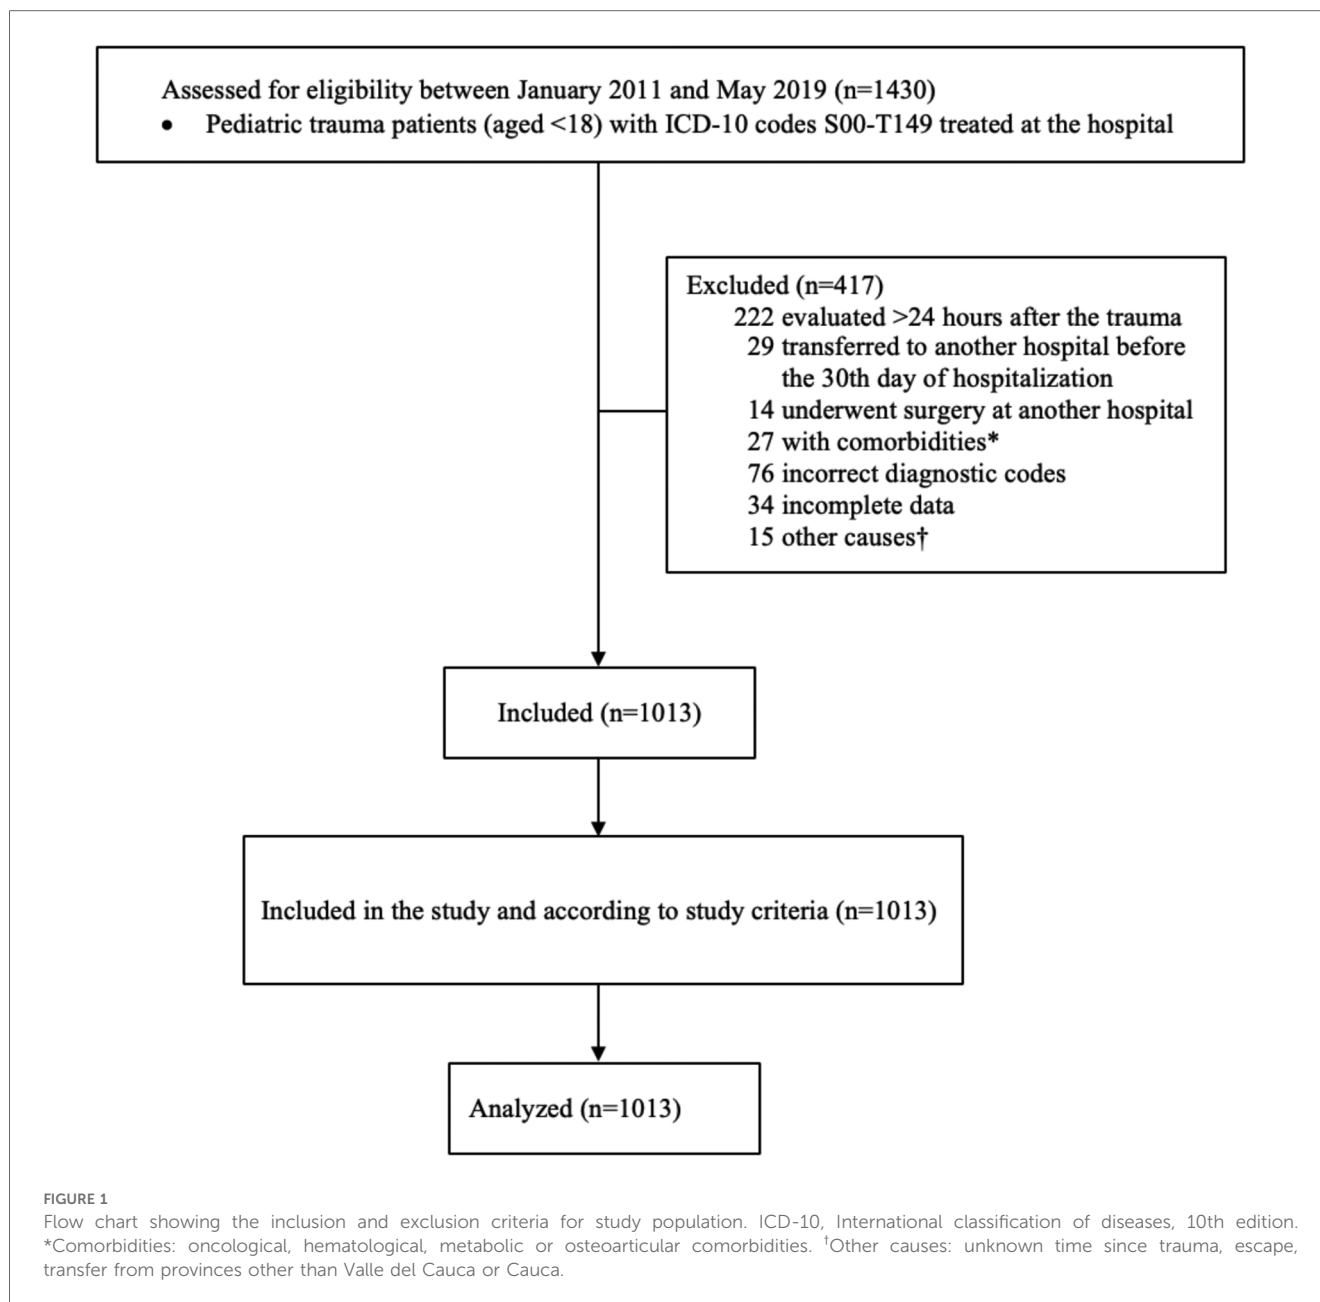 Assessed for eligibility between January 2011 and May 2019 (n=1430)
• Pediatric trauma patients (aged <18) with ICD-10 codes S00-T149 treated at the hospital
Excluded (n=417)
222 evaluated >24 hours after the trauma
29 transferred to another hospital before
the 30th day of hospitalization
14 underwent surgery at another hospital
27 with comorbidities*
76 incorrect diagnostic codes
34 incomplete data
15 other causes†
Included (n=1013)
Included in the study and according to study criteria (n=1013)
Analyzed (n=1013)
FIGURE 1
Flow chart showing the inclusion and exclusion criteria for study population. ICD-10, International classification of diseases, 10th edition.
*Comorbidities: oncological, hematological, metabolic or osteoarticular comorbidities. †Other causes: unknown time since trauma, escape,
transfer from provinces other than Valle del Cauca or Cauca.